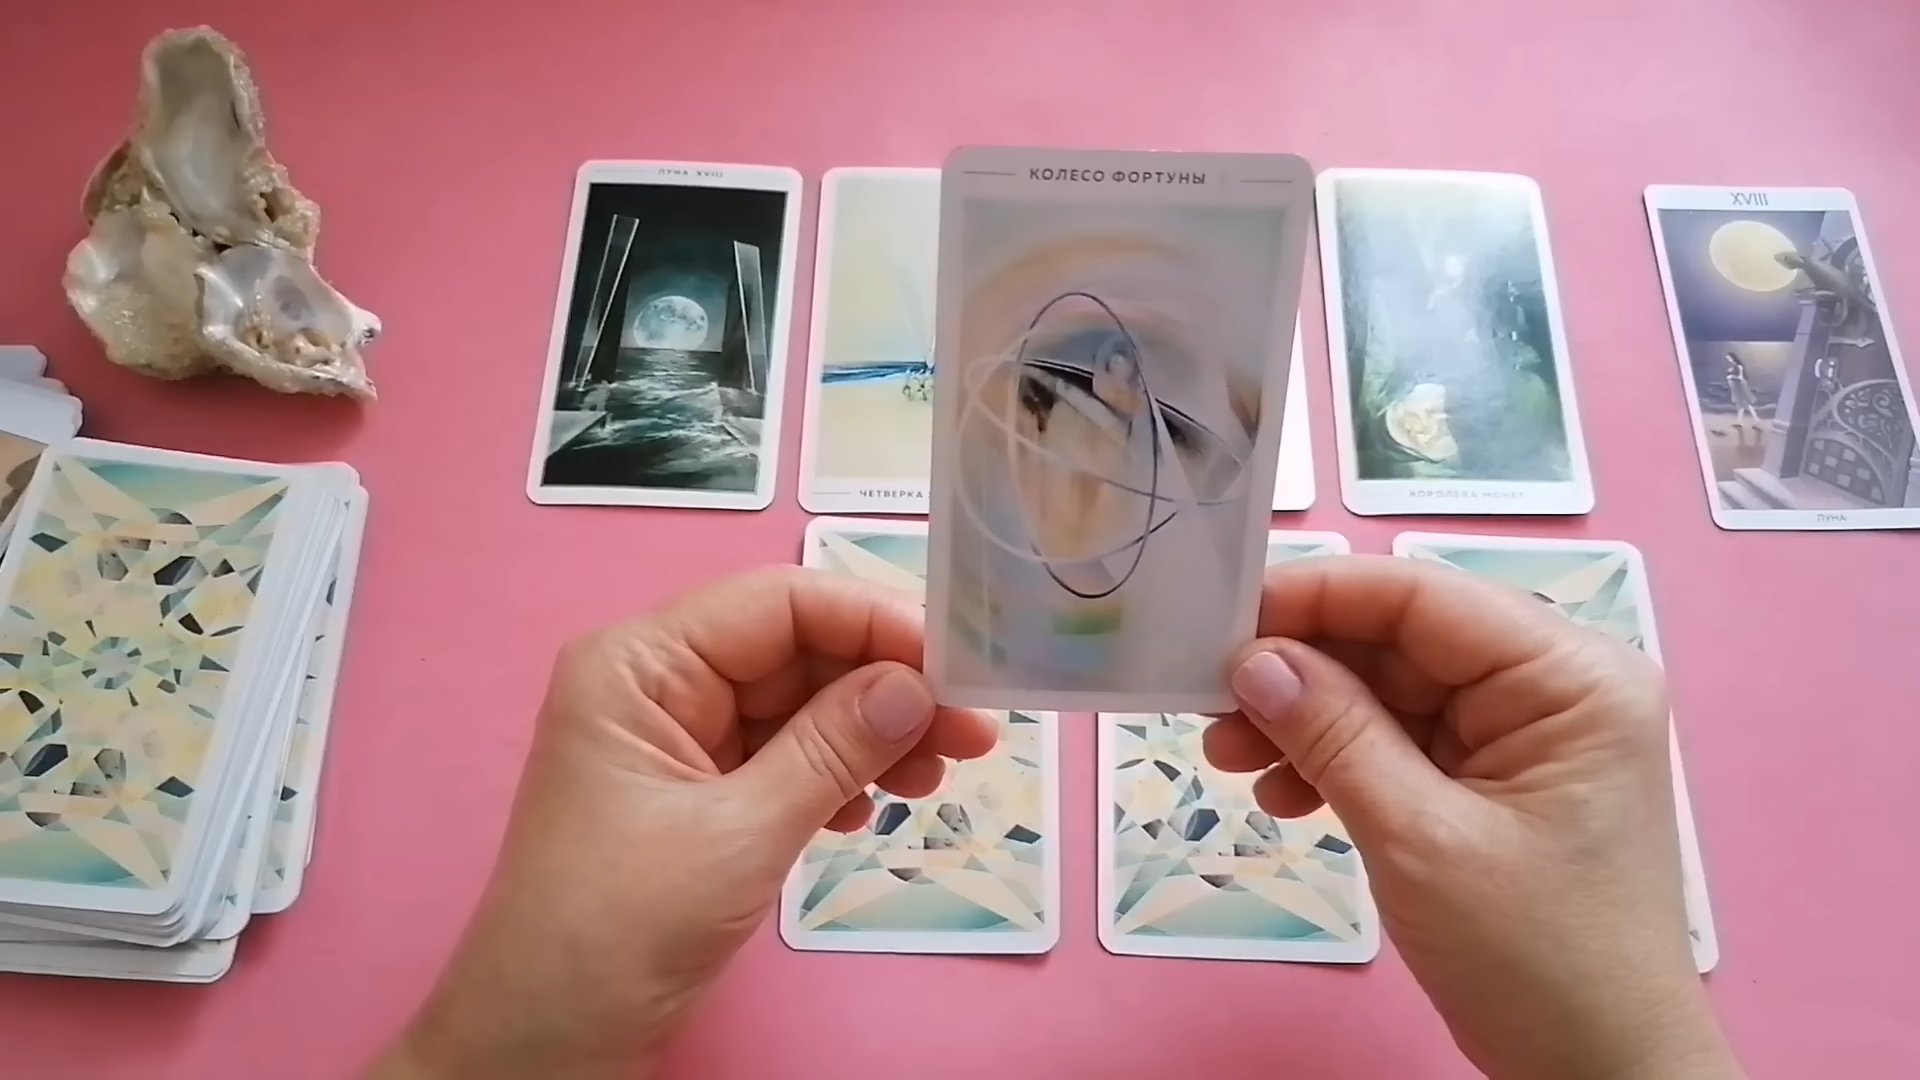 ЛУНА XVIII
КОЛЕСО ФОРТУНЫ
XVIII
ЧЕТВЕРКА
КОРОЛЕВА МОНЕТ
ЛУНА